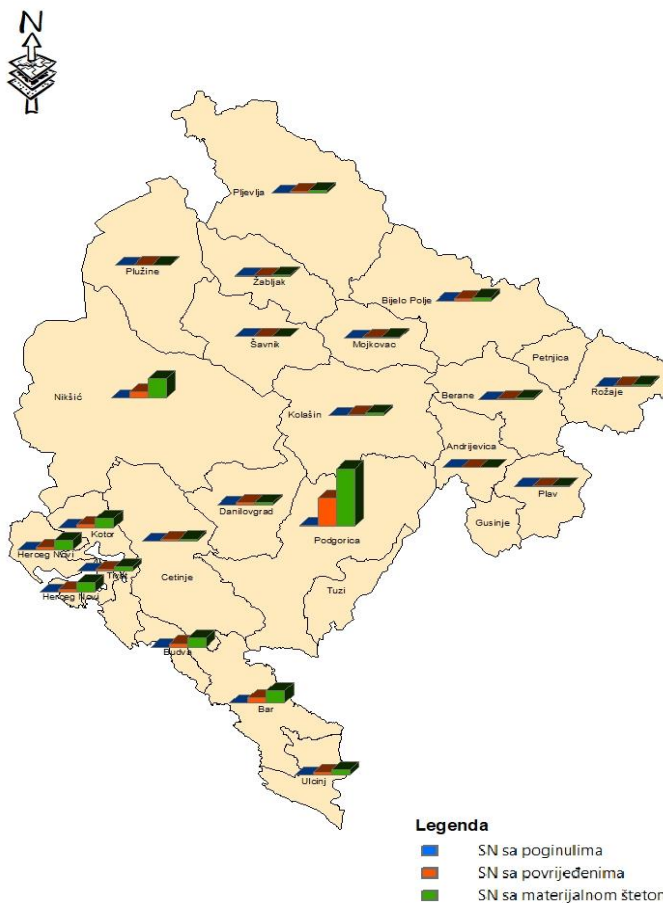 N
Pljevlja
Plužine
Žabljak
Bijelo Polje
Šavnik
Mojkovac
Petnjica
Rožaje
Nikšić
Kolašin
Berane
Andrijevica
Plav
Danilovgrad
Gusinje
Kotor
Podgorica
Herceg Novi
Tivat
Cetinje
Tuzi
Herceg Novi
Budva
Bar
Ulcinj
Legenda
SN sa poginulima
SN sa povrijeđenima
SN sa materijalnom šteton